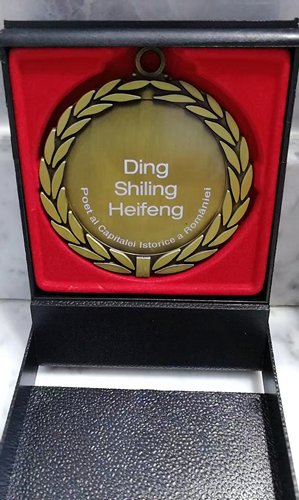 Ding
Shiling
Heifeng
Poet al Capitalei Istorice a României